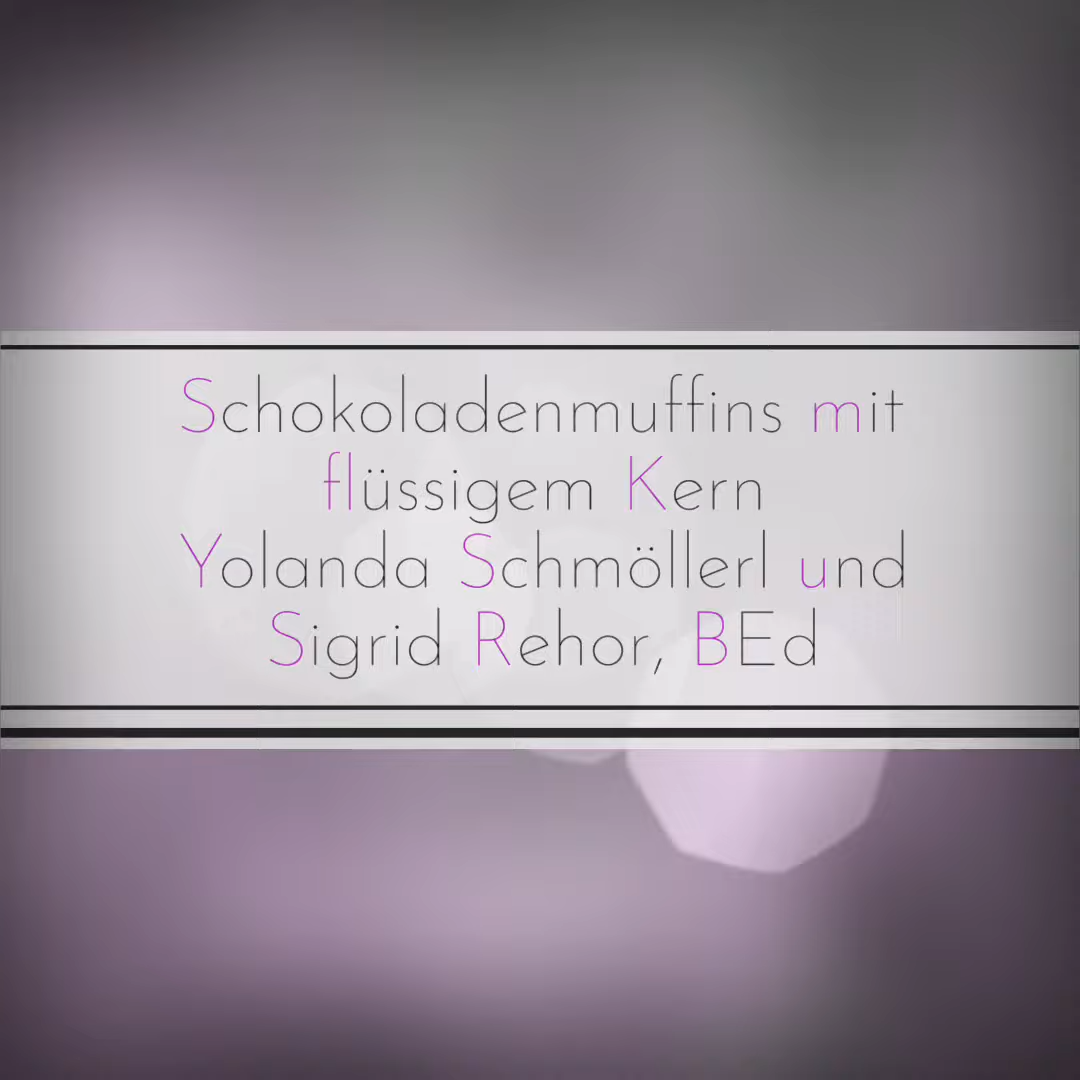 Schokoladenmuffins mit
flüssigem Kern
Yolanda Schmöllerl und
Sigrid Rehor, BEd